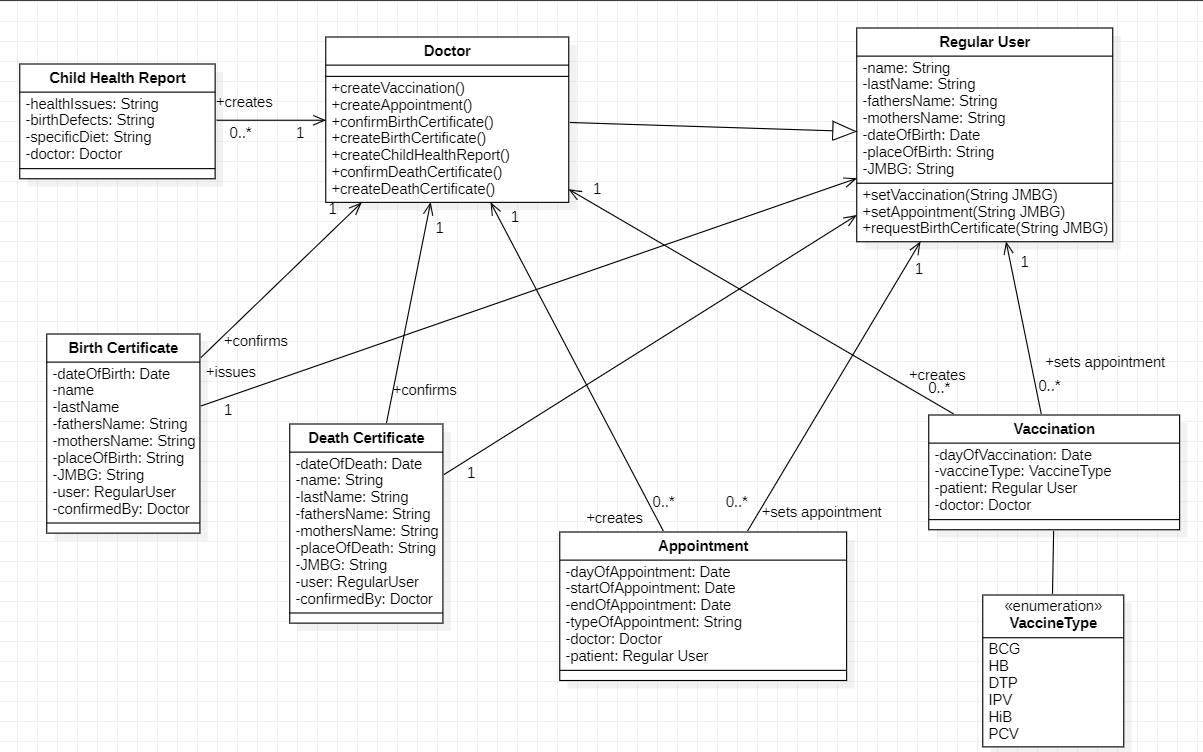 Child Health Report
-healthIssues: String
-birthDefects: String
-specificDiet: String
-doctor: Doctor
+creates
0..*
1
Doctor
+createVaccination()
+createAppointment()
+confirmBirthCertificate()
+createBirthCertificate()
+createChildHealthReport()
+confirmDeathCertificate()
+createDeathCertificate()
Regular User
-name: String
-lastName: String
-fathersName: String
-mothersName: String
-dateOfBirth: Date
-placeOfBirth: String
-JMBG: String
+setVaccination(String JMBG)
+setAppointment(String JMBG)
+requestBirthCertificate(String JMBG)
1
1
1
1
1
1
+confirms
+issues
1
+confirms
1
+creates
0..*
+sets appointment
0..*
Birth Certificate
-dateOfBirth: Date
-name
-lastName
-fathersName: String
-mothersName: String
-placeOfBirth: String
-JMBG: String
-user: RegularUser
-confirmedBy: Doctor
Death Certificate
-dateOfDeath: Date
-name: String
-lastName: String
-fathersName: String
-mothersName: String
-placeOfDeath: String
-JMBG: String
-user: RegularUser
-confirmedBy: Doctor
0..*
+creates
0..*
+sets appointment
Appointment
-dayOfAppointment: Date
-startOfAppointment: Date
-endOfAppointment: Date
-typeOfAppointment: String
-doctor: Doctor
-patient: Regular User
Vaccination
-dayOfVaccination: Date
-vaccineType: VaccineType
-patient: Regular User
-doctor: Doctor
«enumeration»
VaccineType
BCG
HB
DTP
IPV
HiB
PCV